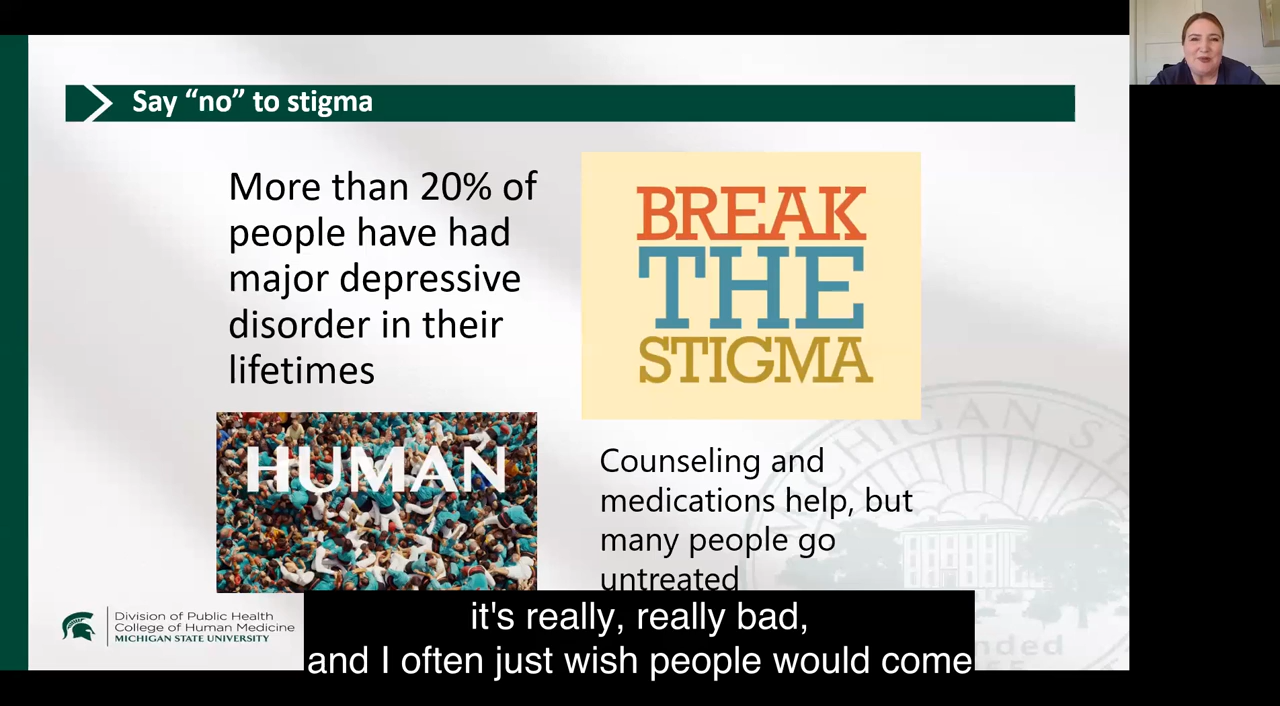 Say “no” to stigma
More than 20% of
people have had
major depressive
disorder in their
lifetimes
BREAK
THE
STIGMA
HUMAN
Counseling and
medications help, but
many people go
untreated
Division of Public Health
College of Human Medicine
MICHIGAN STATE UNIVERSITY
it's really, really bad,
and I often just wish people would come